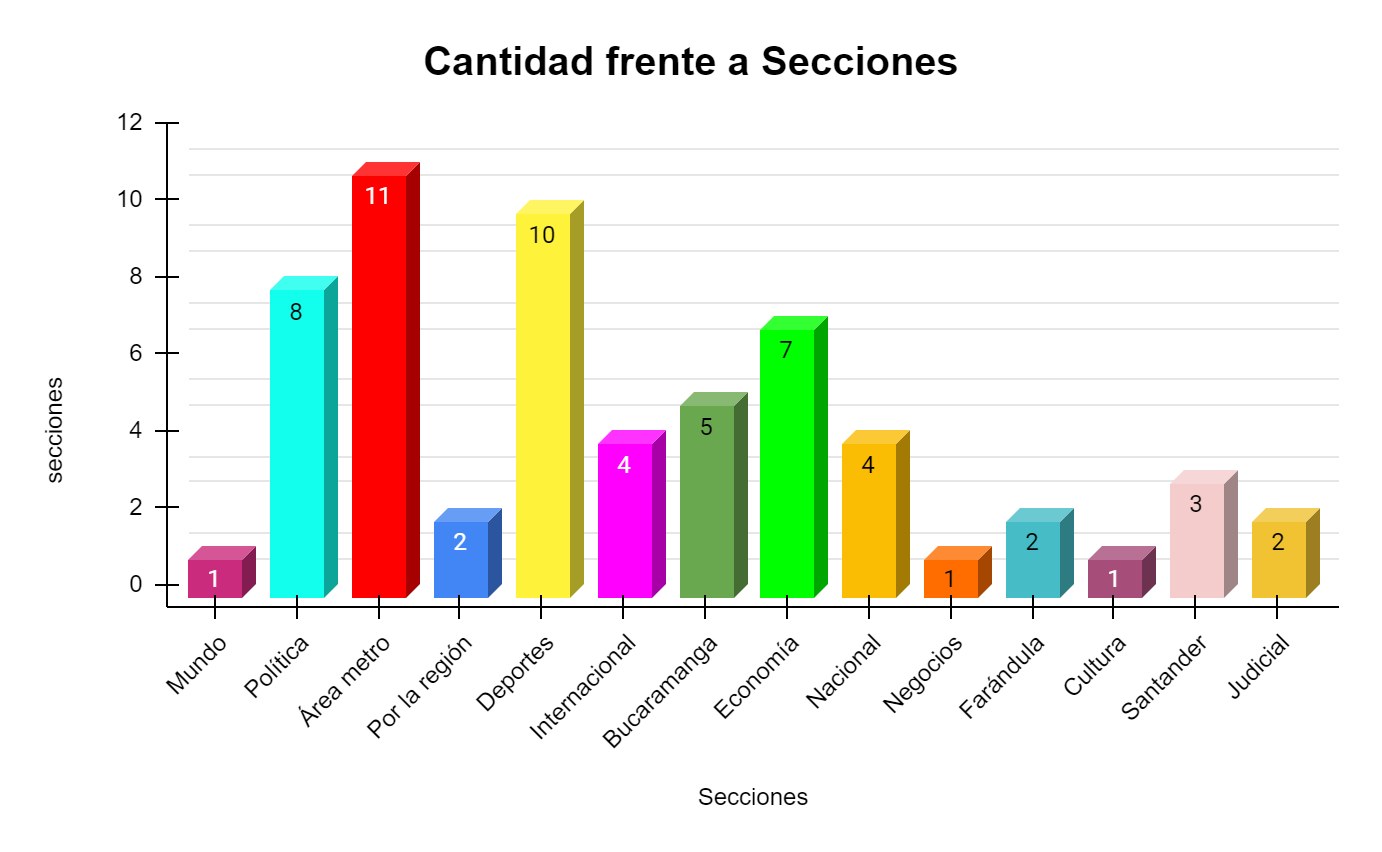 Cantidad frente a Secciones
12
10
8
6
4
2
0
secciones
1
8
11
2
10
4
5
7
4
1
2
1
3
2
Mundo
Política
Área metro
Por la región
Deportes
Internacional
Bucaramanga
Economía
Nacional
Negocios
Farándula
Cultura
Santander
Judicial
Secciones